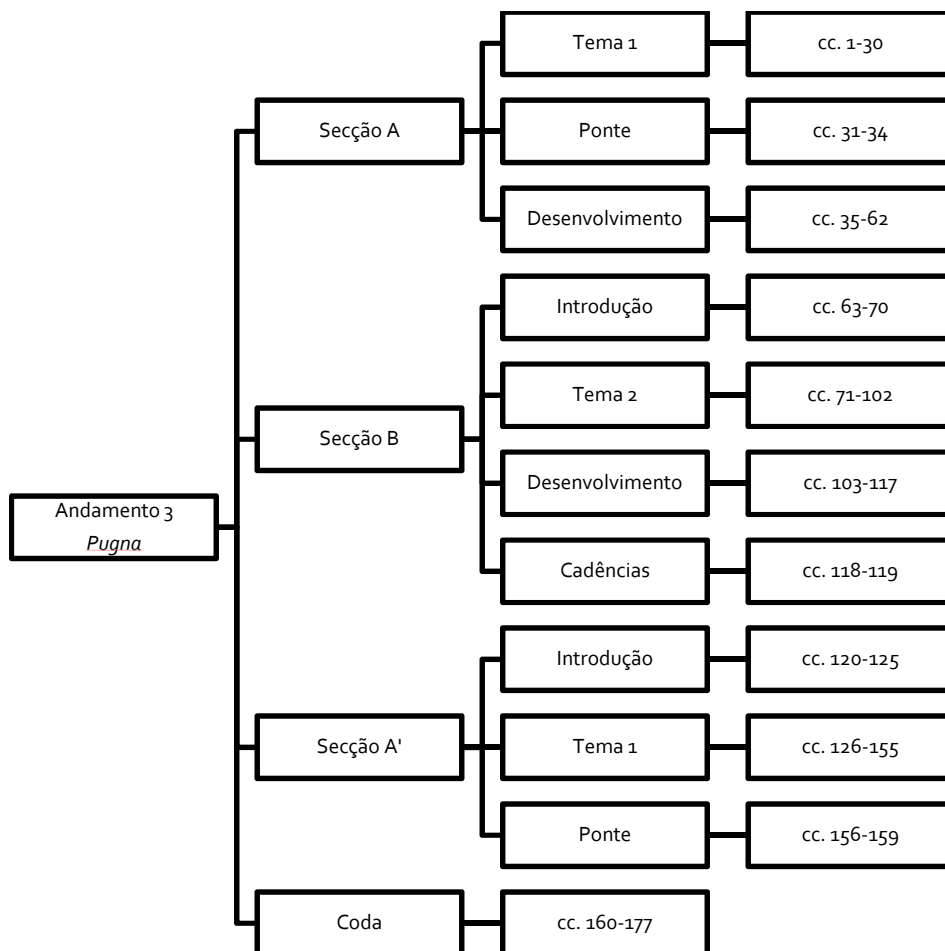 Andamento 3
Pugna
Secção A
Tema 1
cc. 1-30
Ponte
cc. 31-34
Desenvolvimento
cc. 35-62
Secção B
Introdução
cc. 63-70
Tema 2
cc. 71-102
Desenvolvimento
cc. 103-117
Cadências
cc. 118-119
Secção A'
Introdução
cc. 120-125
Tema 1
cc. 126-155
Ponte
cc. 156-159
Coda
cc. 160-177